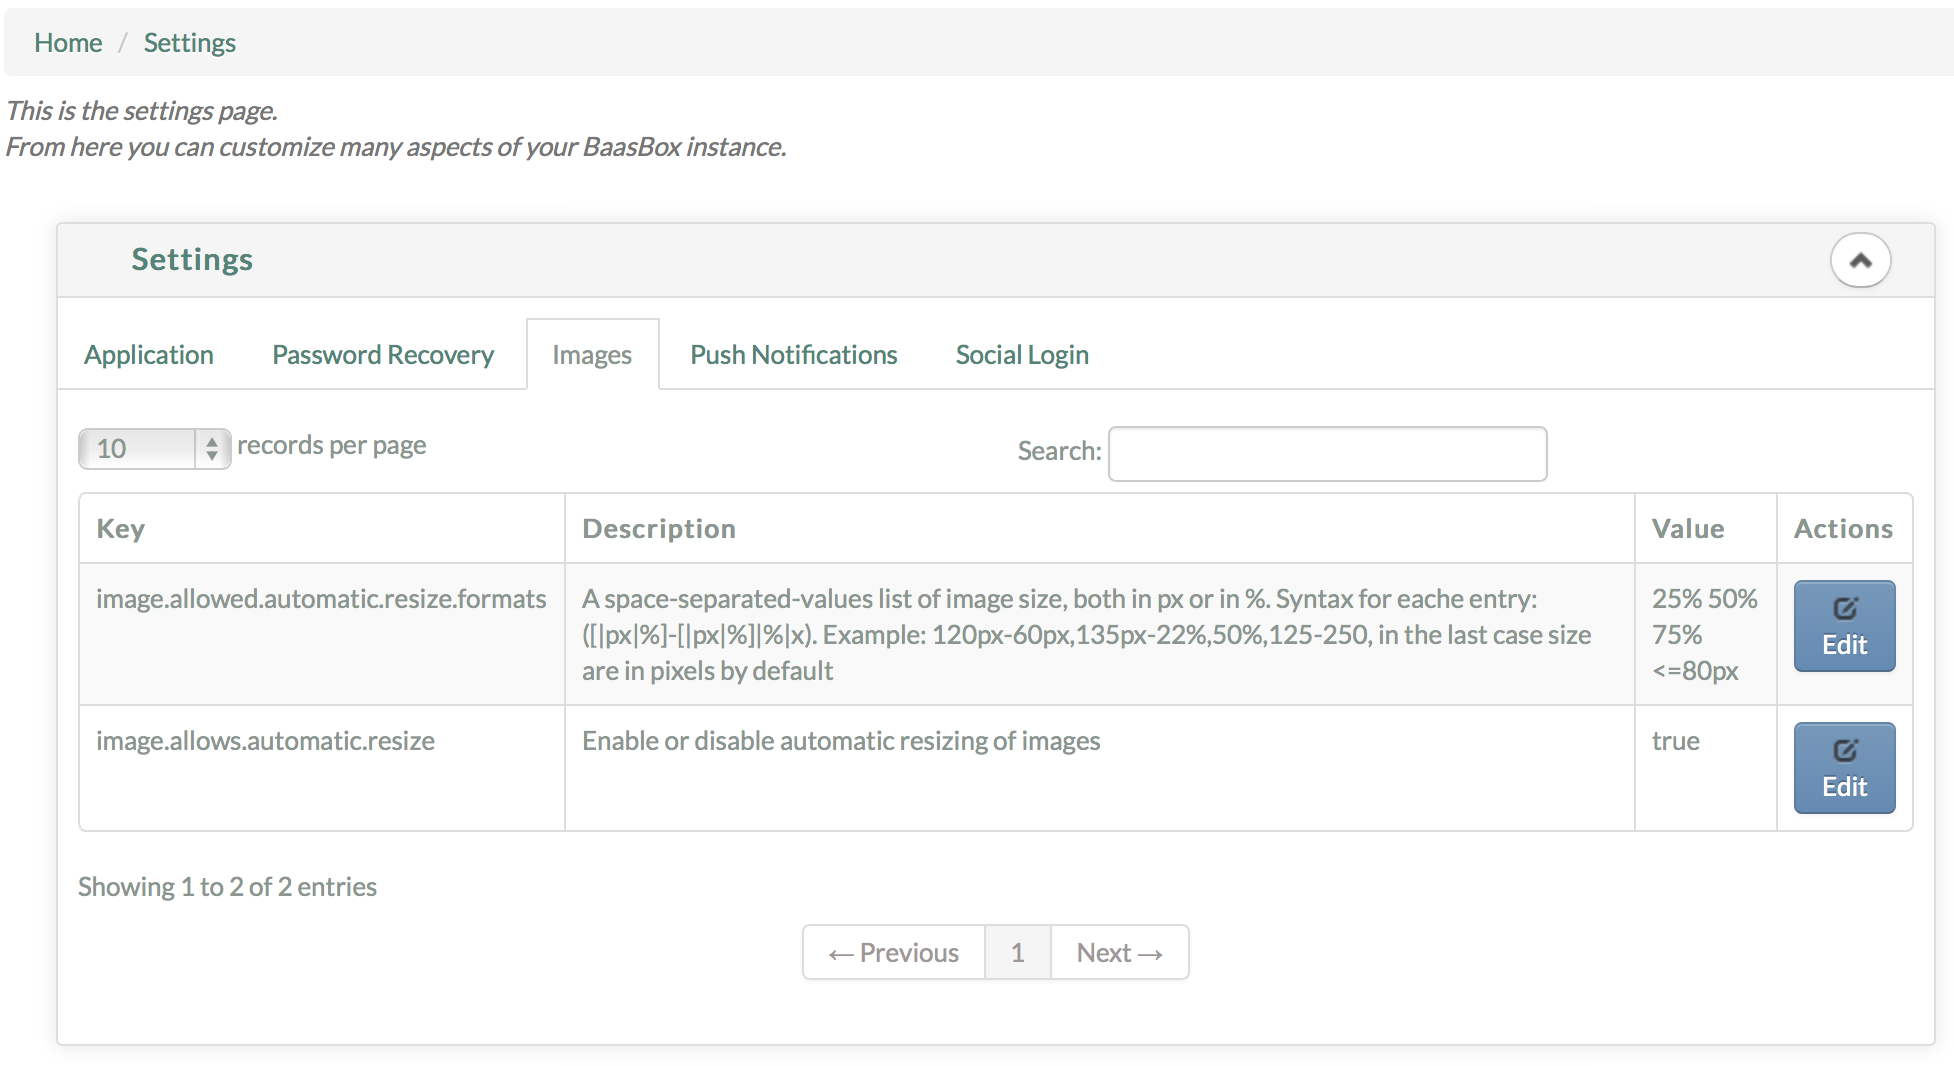 Home / Settings
This is the settings page.
From here you can customize many aspects of your BaasBox instance.
Settings
Application Password Recovery Images Push Notifications Social Login
10 records per page Search:
Key Description Value Actions
image.allowed.automatic.resize.formats A space-separated-values list of image size, both in px or in %. Syntax for eache entry: 25% 50%
([|px|%]-[|px|%]|%|x). Example: 120px-60px,135px-22%,50%,125-250, in the last case size 75% Edit
are in pixels by default <=80px
image.allows.automatic.resize Enable or disable automatic resizing of images true
Edit
Showing 1 to 2 of 2 entries
← Previous 1 Next →